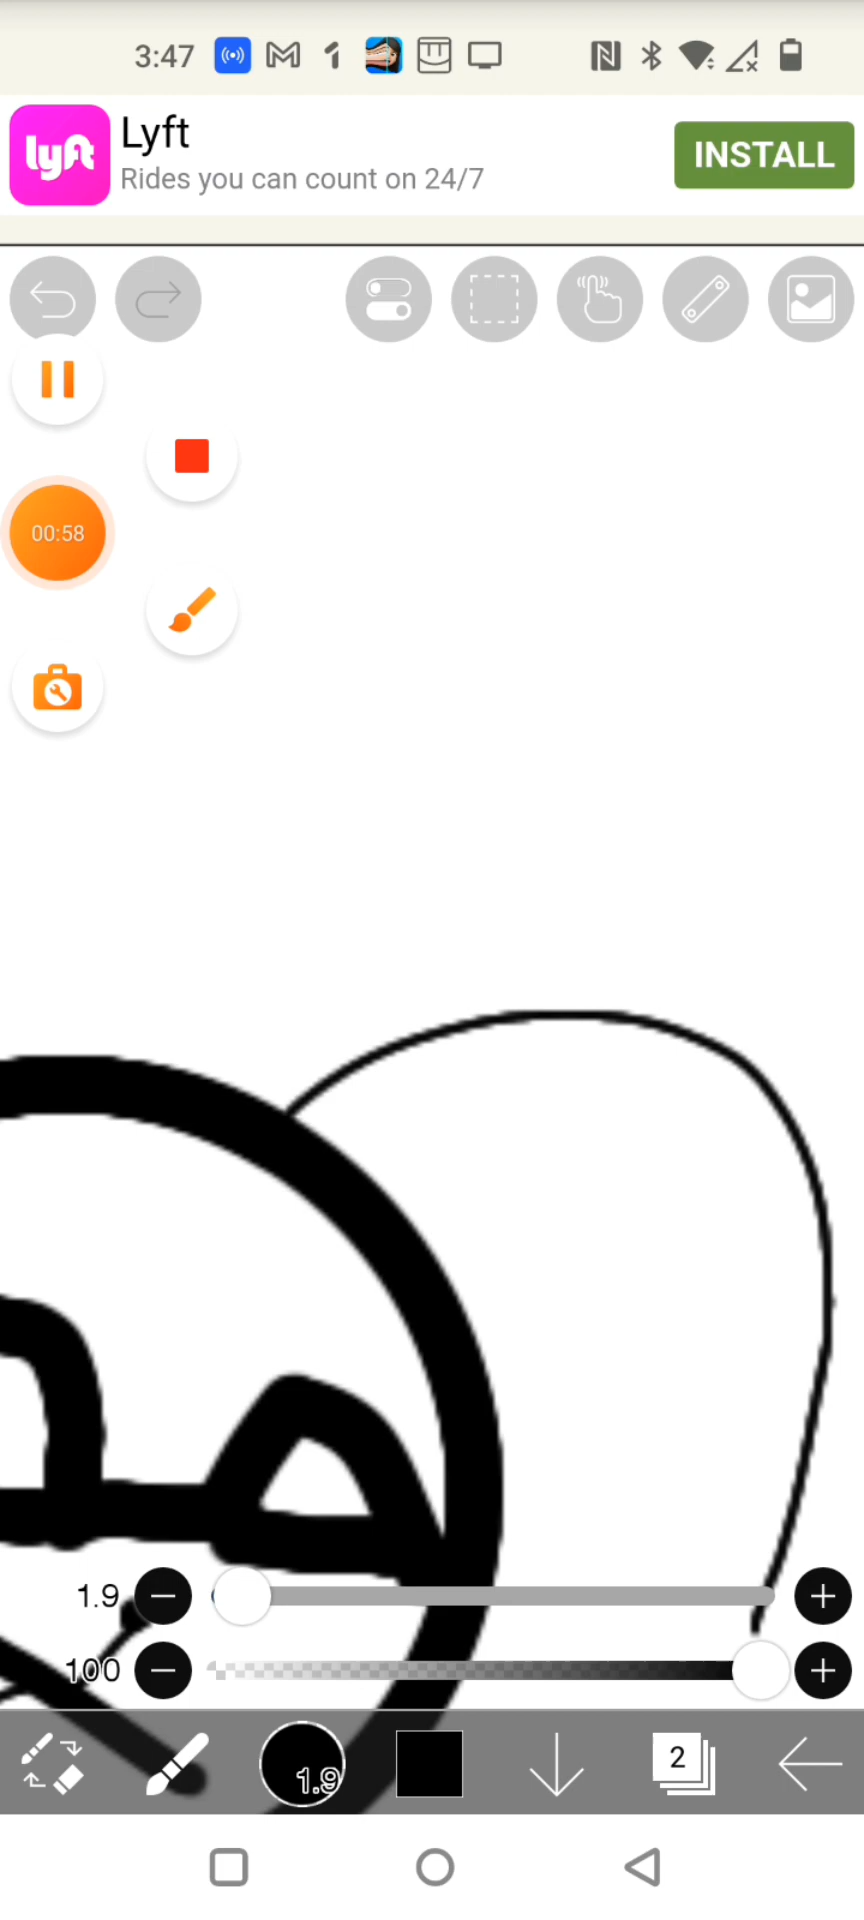 3:47
lyft
Lyft
Rides you can count on 24/7
INSTALL
00:58
1.9
100
1.9
2